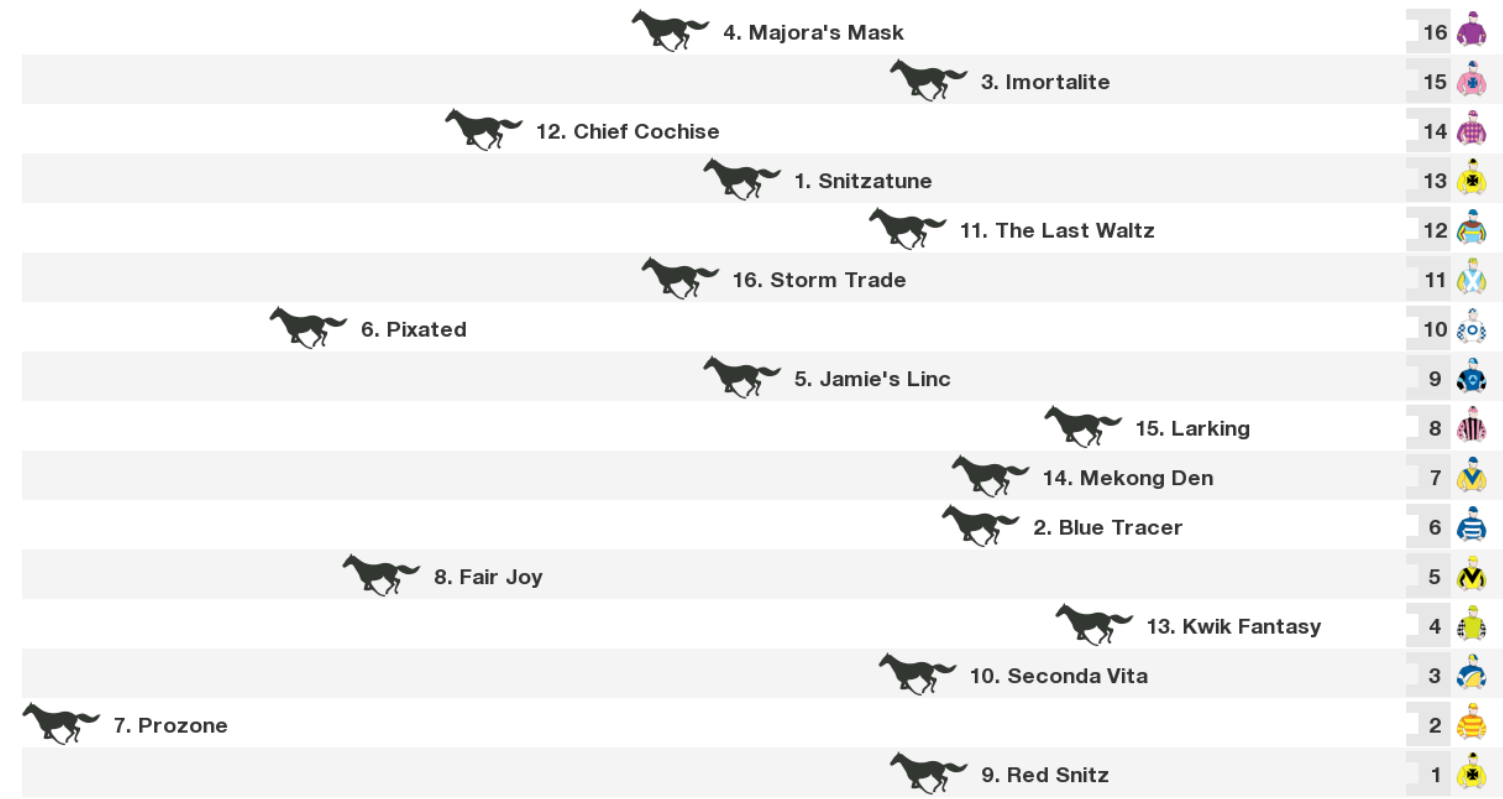 4. Majora's Mask 16
3. Imortalite 15
12. Chief Cochise 14
1. Snitzatune 13
11. The Last Waltz 12
16. Storm Trade 11
6. Pixated 10
5. Jamie's Linc 9
15. Larking 8
14. Mekong Den 7
2. Blue Tracer 6
8. Fair Joy 5
13. Kwik Fantasy 4
10. Seconda Vita 3
7. Prozone 2
9. Red Snitz 1